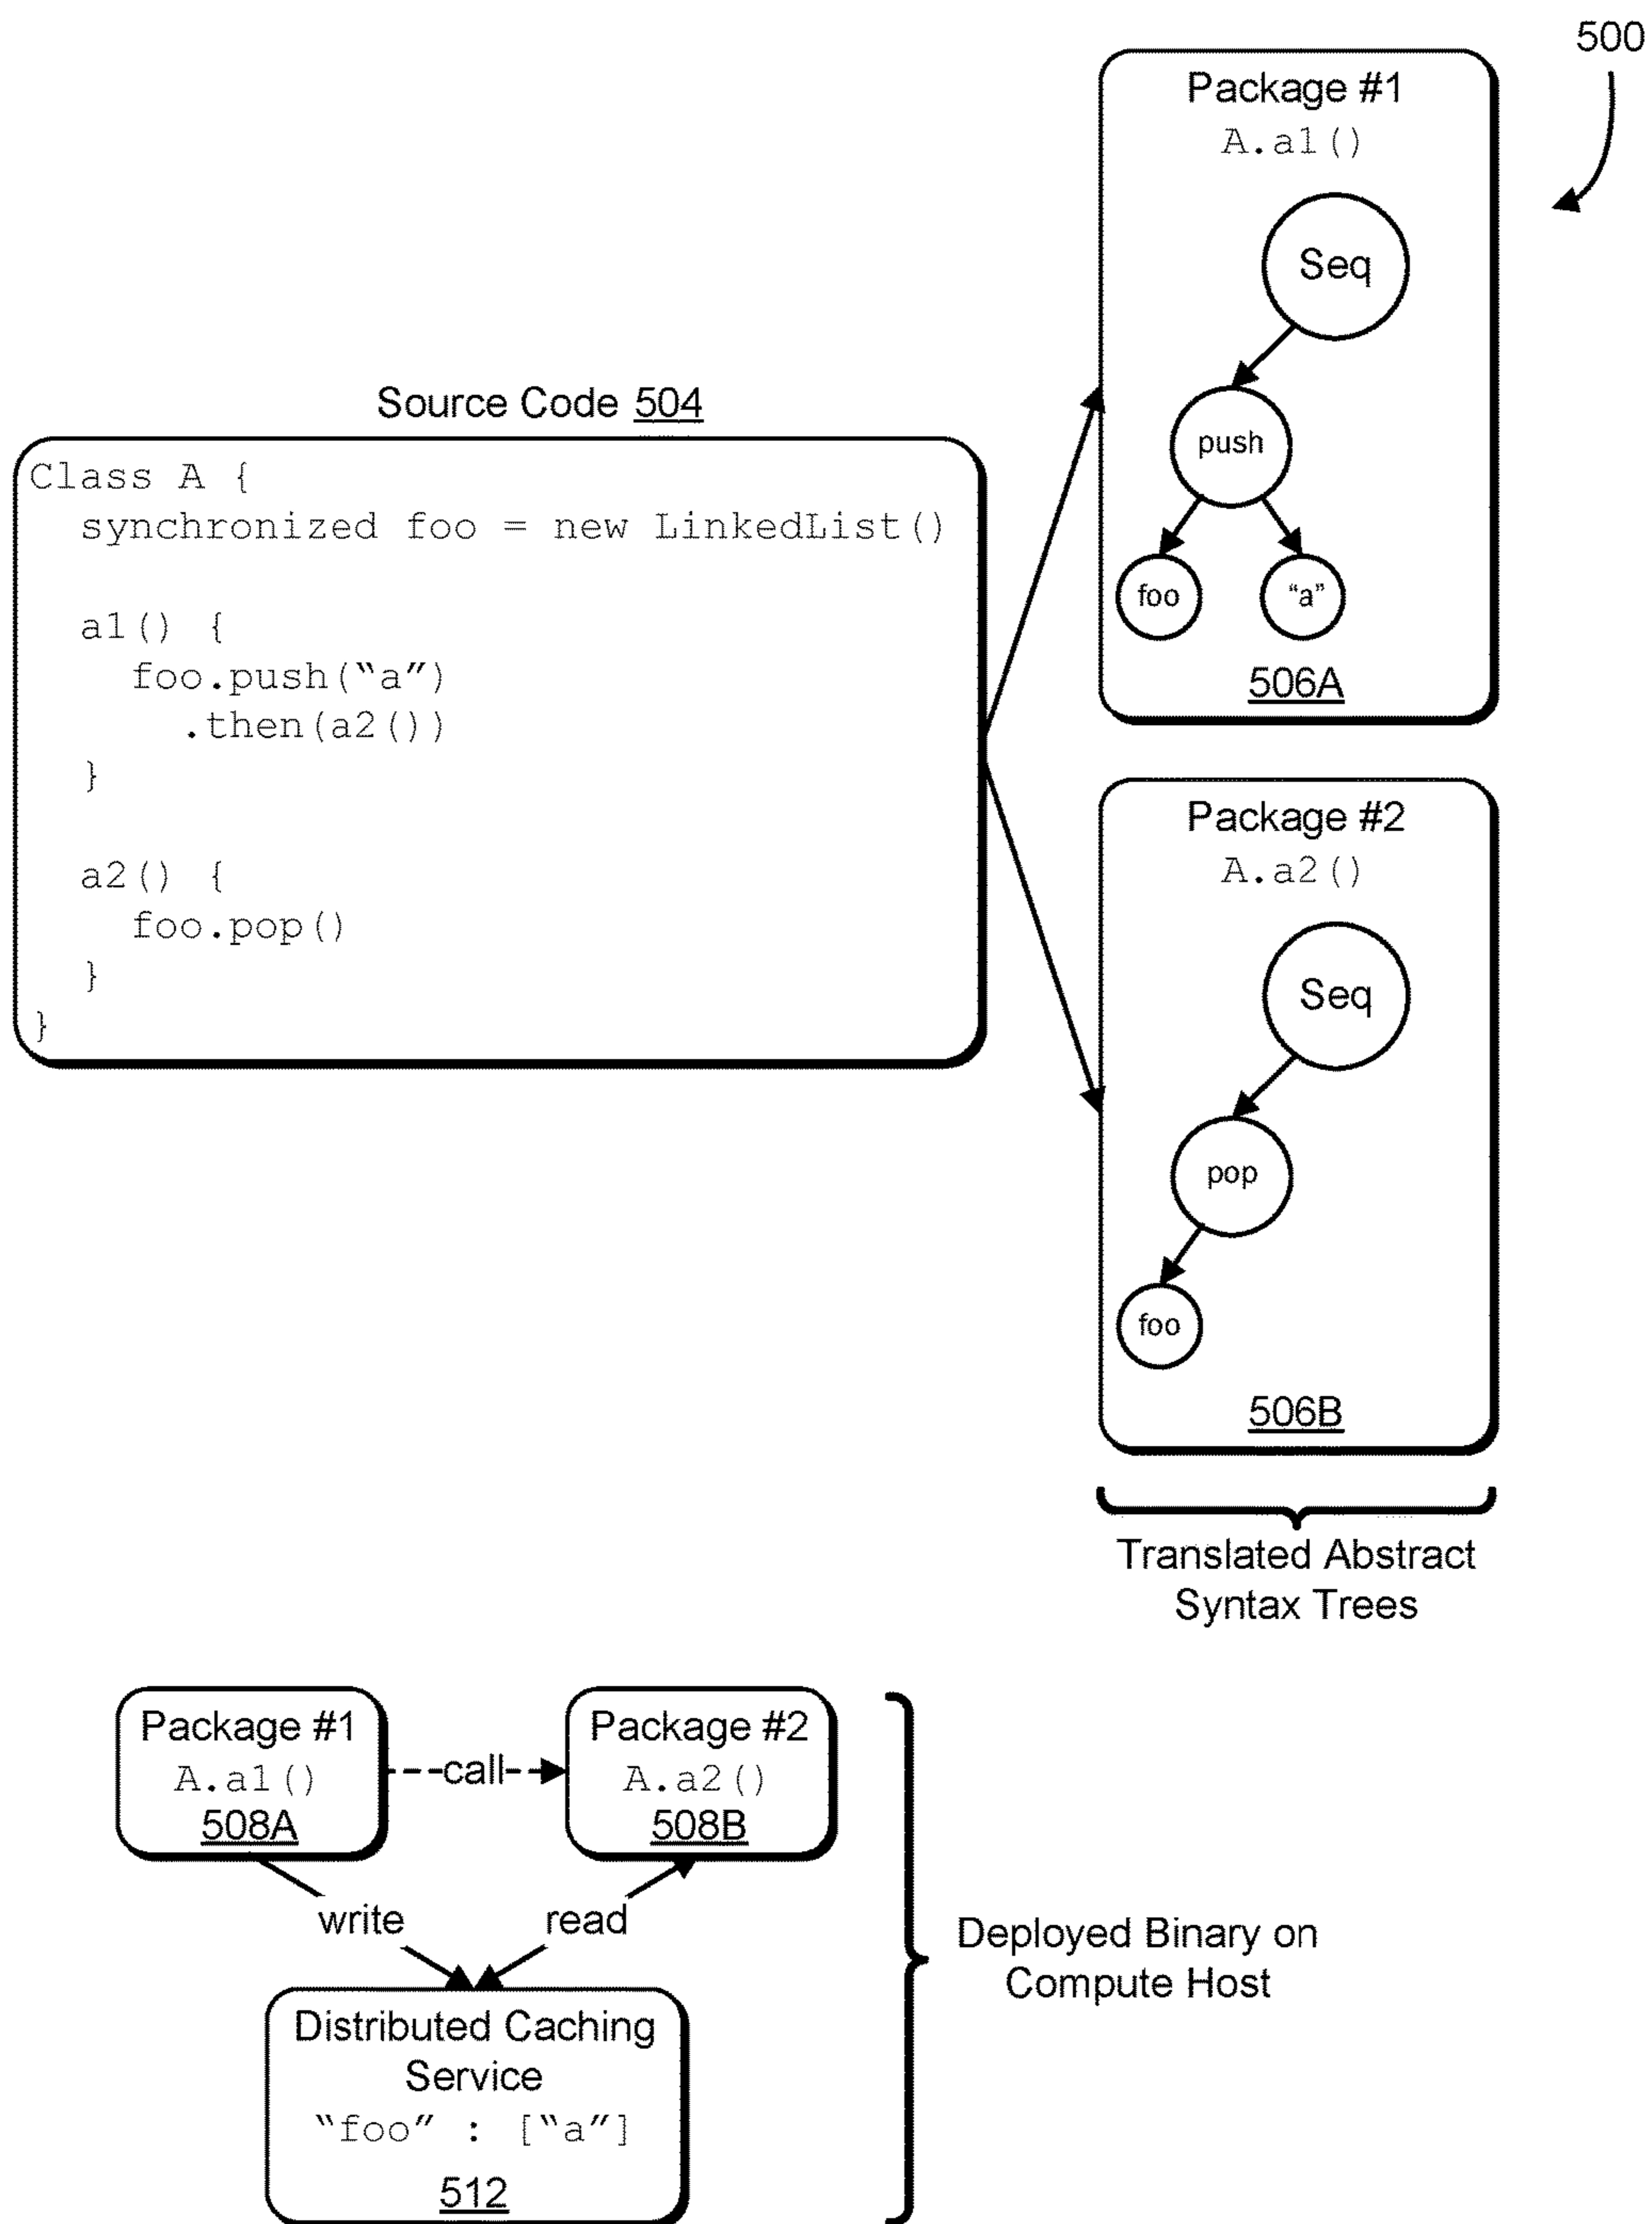 500
Source Code 504
Class A {
synchronized foo = new LinkedList()
a1() {
foo.push(“a”)
.then(a2())
}
a2() {
foo.pop()
}
}
Package #1
A.a1()
Seq
push
foo
“a”
506A
Package #2
A.a2()
Seq
pop
foo
506B
Translated Abstract
Syntax Trees
Package #1
A.a1()
508A
call
Package #2
A.a2()
508B
write
read
Distributed Caching
Service
“foo” : [“a”]
512
Deployed Binary on
Compute Host